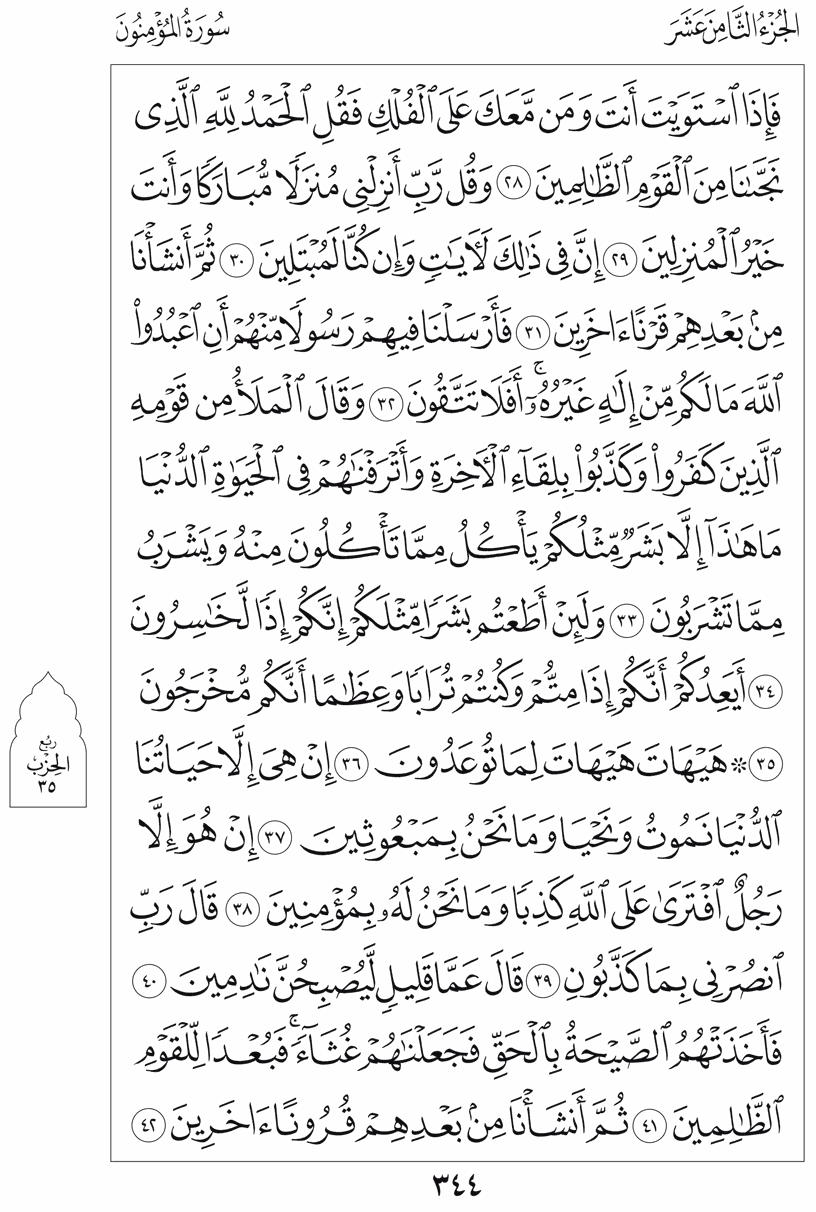 الجُزْءُ الثَّامِنَ عَشَرَ
سُورَةُ المُؤْمِنُونَ
فَإِذَا ٱسْتَوَيْتَ أَنتَ وَمَن مَّعَكَ عَلَى ٱلْفُلْكِ فَقُلِ ٱلْحَمْدُ لِلَّهِ ٱلَّذِى
نَجَّىٰنَا مِنَ ٱلْقَوْمِ ٱلظَّٰلِمِينَ ٢٨ وَقُل رَّبِّ أَنزِلْنِى مُنزَلًا مُّبَارَكًا وَأَنتَ
خَيْرُ ٱلْمُنزِلِينَ ٢٩ إِنَّ فِى ذَٰلِكَ لَءَايَٰتٍ وَإِن كُنَّا لَمُبْتَلِينَ ٣٠ ثُمَّ أَنشَأْنَا
مِنۢ بَعْدِهِمْ قَرْنًا ءَاخَرِينَ ٣١ فَأَرْسَلْنَا فِيهِمْ رَسُولًا مِّنْهُمْ أَنِ ٱعْبُدُوا۟
ٱللَّهَ مَا لَكُم مِّنْ إِلَٰهٍ غَيْرُهُۥٓ ۚ أَفَلَا تَتَّقُونَ ٣٢ وَقَالَ ٱلْمَلَأُ مِن قَوْمِهِ
ٱلَّذِينَ كَفَرُوا۟ وَكَذَّبُوا۟ بِلِقَآءِ ٱلْءَاخِرَةِ وَأَتْرَفْنَٰهُمْ فِى ٱلْحَيَوٰةِ ٱلدُّنْيَا
مَا هَٰذَآ إِلَّا بَشَرٌ مِّثْلُكُمْ يَأْكُلُ مِمَّا تَأْكُلُونَ مِنْهُ وَيَشْرَبُ
مِمَّا تَشْرَبُونَ ٣٣ وَلَئِنْ أَطَعْتُم بَشَرًا مِّثْلَكُمْ إِنَّكُمْ إِذًا لَّخَٰسِرُونَ
٣٤ أَيَعِدُكُمْ أَنَّكُمْ إِذَا مِتُّمْ وَكُنتُمْ تُرَابًا وَعِظَٰمًا أَنَّكُم مُّخْرَجُونَ
٣٥ ۞ هَيْهَاتَ هَيْهَاتَ لِمَا تُوعَدُونَ ٣٦ إِنْ هِىَ إِلَّا حَيَاتُنَا
ٱلدُّنْيَا نَمُوتُ وَنَحْيَا وَمَا نَحْنُ بِمَبْعُوثِينَ ٣٧ إِنْ هُوَ إِلَّا
رَجُلٌ ٱفْتَرَىٰ عَلَى ٱللَّهِ كَذِبًا وَمَا نَحْنُ لَهُۥ بِمُؤْمِنِينَ ٣٨ قَالَ رَبِّ
ٱنصُرْنِى بِمَا كَذَّبُونِ ٣٩ قَالَ عَمَّا قَلِيلٍ لَّيُصْبِحُنَّ نَٰدِمِينَ ٤٠
فَأَخَذَتْهُمُ ٱلصَّيْحَةُ بِٱلْحَقِّ فَجَعَلْنَٰهُمْ غُثَآءً ۚ فَبُعْدًا لِّلْقَوْمِ
ٱلظَّٰلِمِينَ ٤١ ثُمَّ أَنشَأْنَا مِنۢ بَعْدِهِمْ قُرُونًا ءَاخَرِينَ ٤٢
رُبْعُ
الحِزْبِ
٣٥
٣٤٤